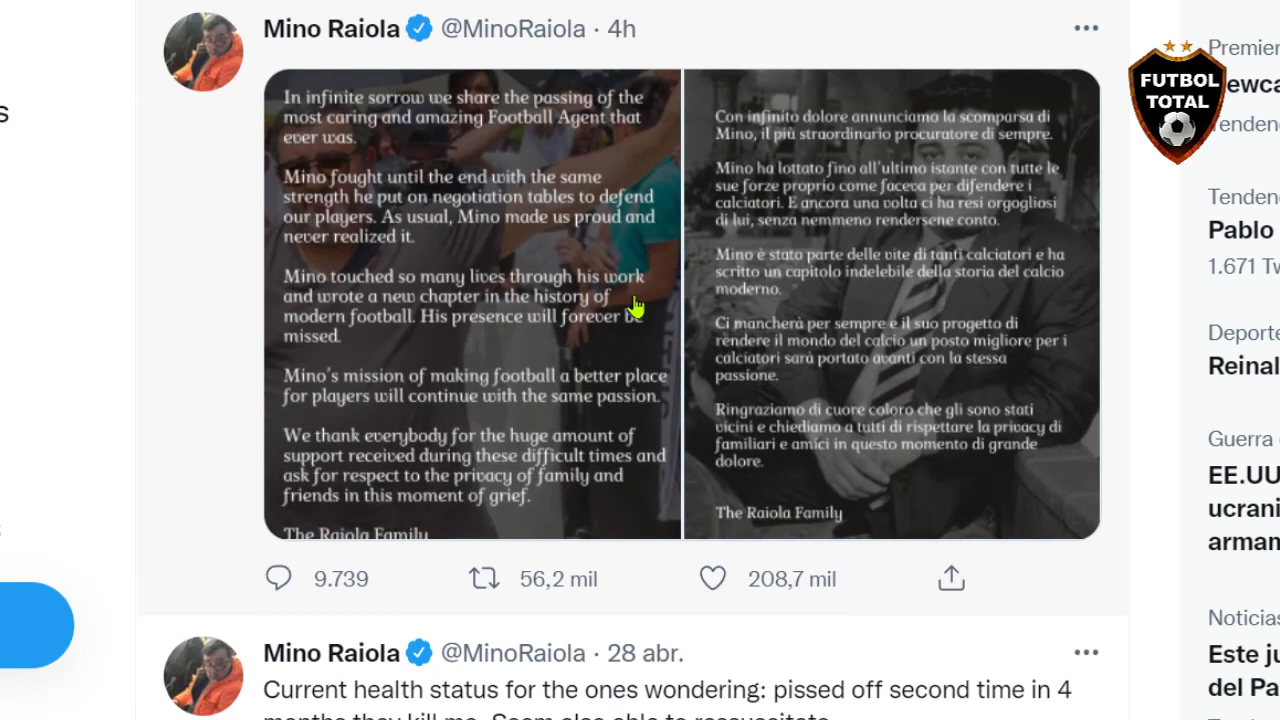 s
Mino Raiola @MinoRaiola · 4h
In infinite sorrow we share the passing of the
most caring and amazing Football Agent that
ever was.
Mino fought until the end with the same
strength he put on negotiation tables to defend
our players. As usual, Mino made us proud and
never realized it.
Mino touched so many lives through his work
and wrote a new chapter in the history of
modern football. His presence will forever be
missed.
Mino's mission of making football a better place
for players will continue with the same passion.
We thank everybody for the huge amount of
support received during these difficult times and
ask for respect to the privacy of family and
friends in this moment of grief.
The Raiola Family
Con infinito dolore annunciamo la scomparsa di
Mino, il più straordinario procuratore di sempre.
Mino ha lottato fino all'ultimo istante con tutte le
sue forze proprio come faceva per difendere i
calciatori. E ancora una volta ci ha resi orgogliosi
di lui, senza nemmeno rendersene conto.
Mino è stato parte delle vite di tanti calciatori e ha
scritto un capitolo indelebile della storia del calcio
moderno.
Ci mancherà per sempre e il suo progetto di
rendere il mondo del calcio un posto migliore per i
calciatori sarà portato avanti con la stessa
passione.
Ringraziamo di cuore coloro che gli sono stati
vicini e chiediamo a tutti di rispettare la privacy di
familiari e amici in questo momento di grande
dolore.
The Raiola Family
9.739 56,2 mil 208,7 mil
Mino Raiola @MinoRaiola · 28 abr.
Current health status for the ones wondering: pissed off second time in 4
months they kill me. Seem also able to ressuscitate.
FUTBOL
TOTAL
Premier
ewca
Tendenc
Tendenc
Pablo
1.671 Tw
Deporte
Reinal
Guerra
EE.UU
ucrani
arman
Noticias
Este ju
del Pa